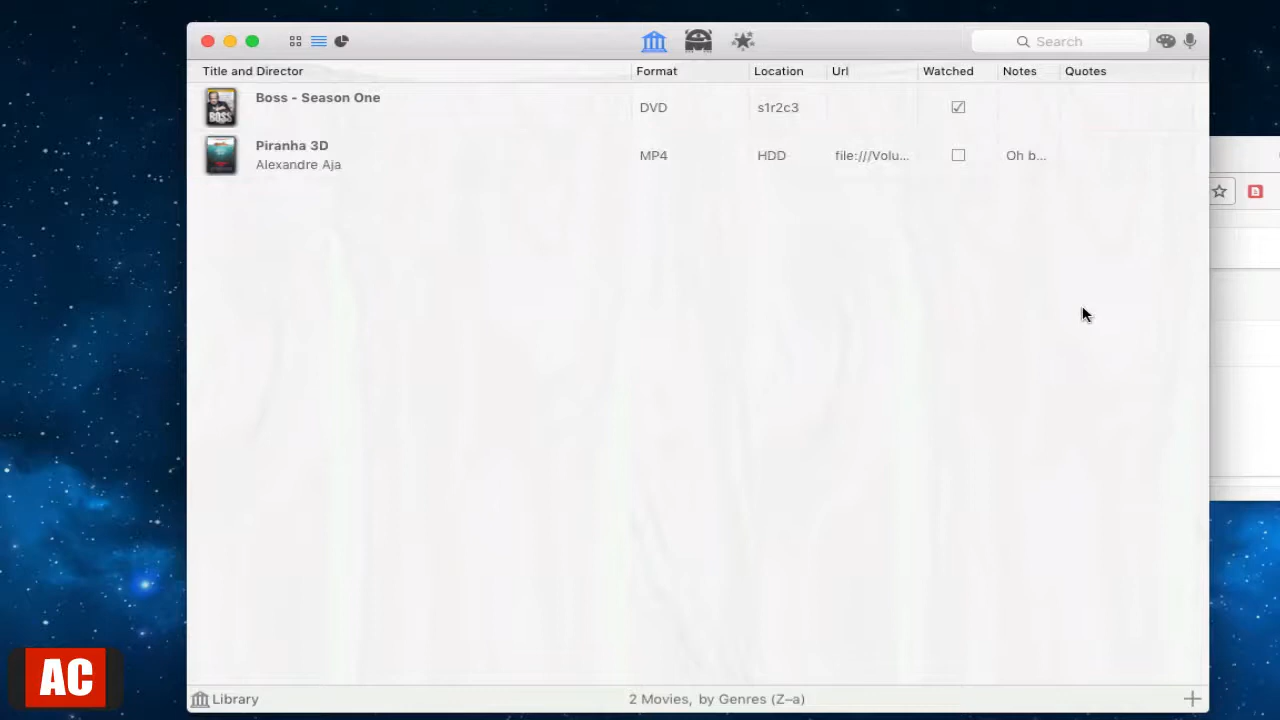 Search
Title and Director Format Location Url Watched Notes Quotes
Boss - Season One
DVD s1r2c3
Piranha 3D
Alexandre Aja
MP4 HDD file:///Volu... Oh b...
Library 2 Movies, by Genres (Z–a)
AC